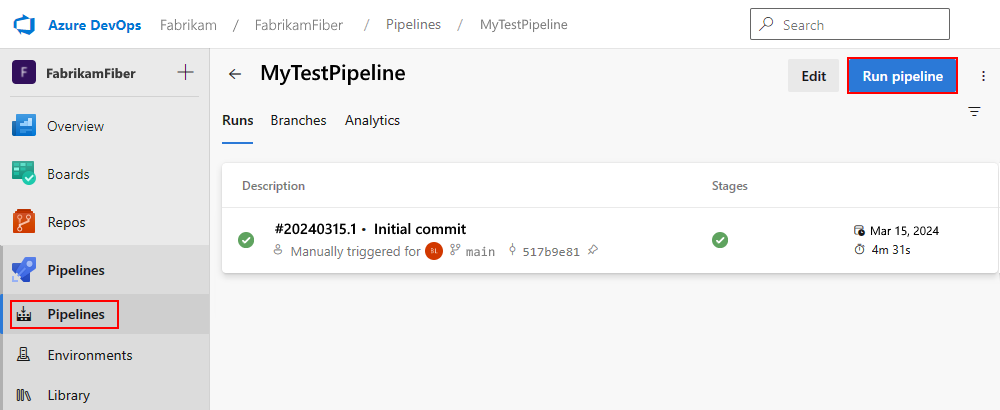 Azure DevOps Fabrikam / FabrikamFiber / Pipelines / MyTestPipeline Search
F FabrikamFiber
MyTestPipeline Edit Run pipeline
Overview
Runs Branches Analytics
Boards
Description Stages
Repos
#20240315.1 • Initial commit Mar 15, 2024
Manually triggered for BL main 517b9e81 4m 31s
Pipelines
Pipelines
Environments
Library